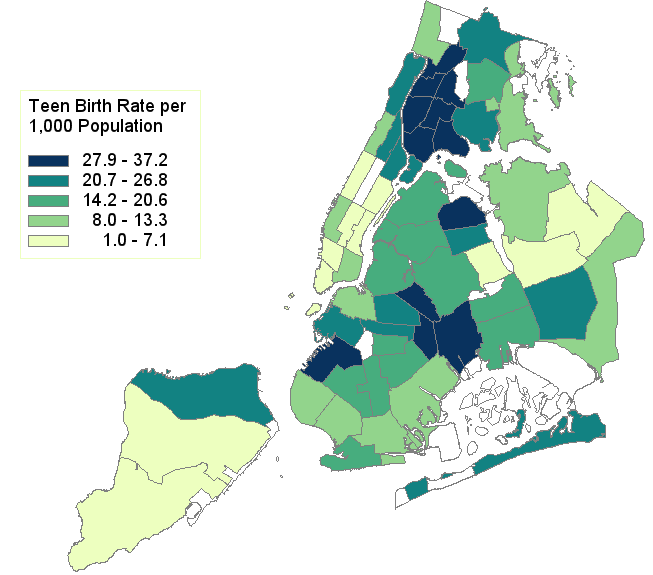 Teen Birth Rate per
1,000 Population
27.9 - 37.2
20.7 - 26.8
14.2 - 20.6
8.0 - 13.3
1.0 - 7.1